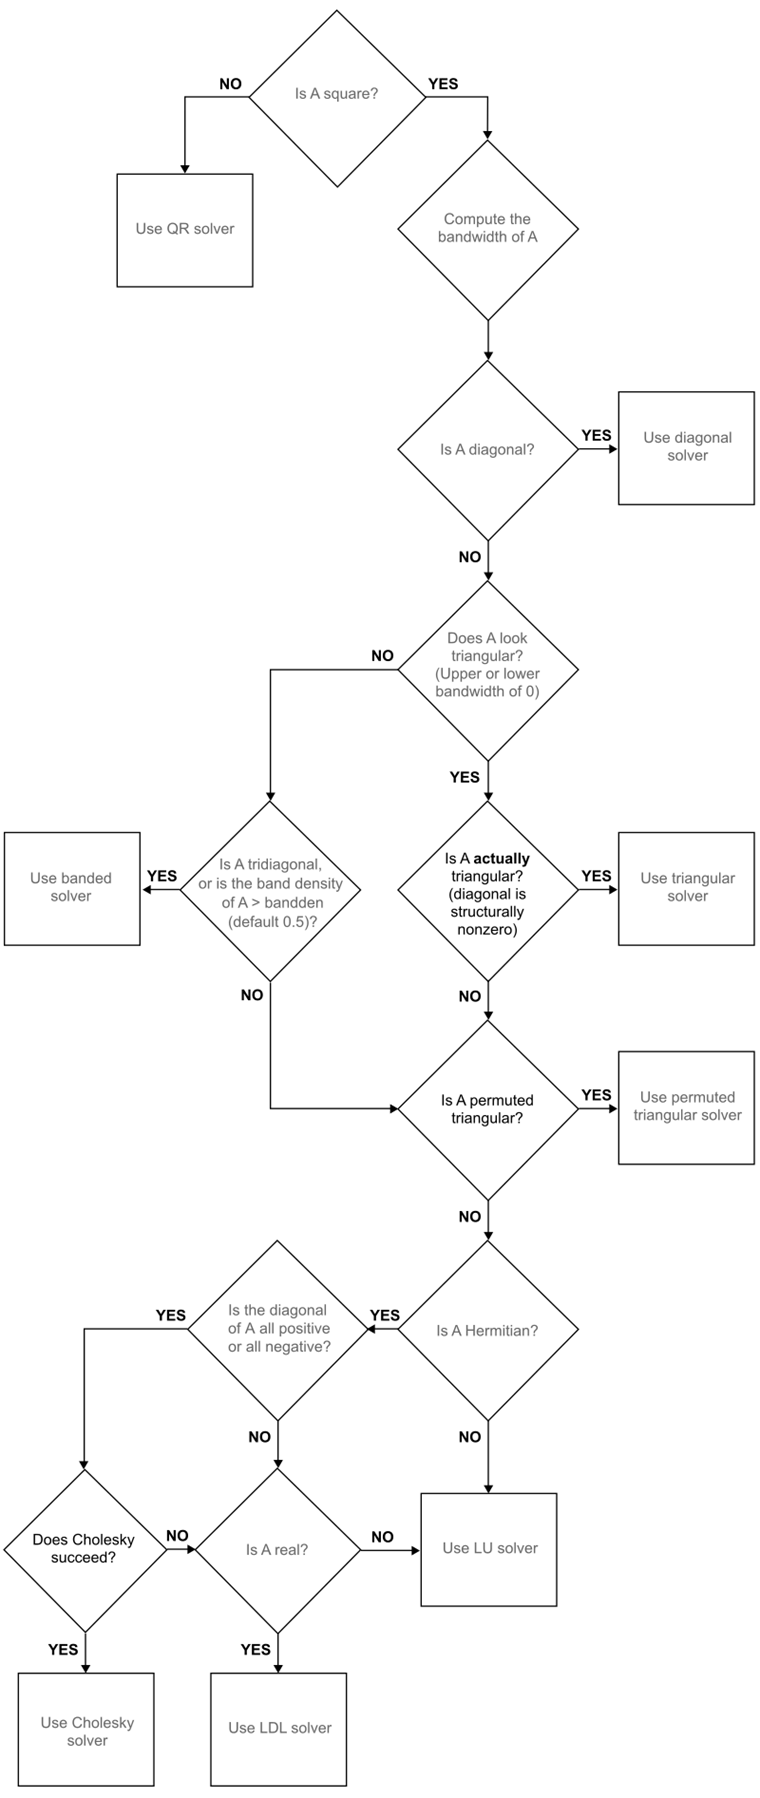 NO
YES
Is A square?
Use QR solver
Compute the
bandwidth of A
Is A diagonal?
YES
Use diagonal
solver
NO
Does A look
triangular?
(Upper or lower
bandwidth of 0)
NO
YES
Use banded
solver
YES
Is A tridiagonal,
or is the band density
of A > bandden
(default 0.5)?
Is A actually
triangular?
(diagonal is
structurally
nonzero)
YES
Use triangular
solver
NO
NO
Is A permuted
triangular?
YES
Use permuted
triangular solver
NO
YES
Is the diagonal
of A all positive
or all negative?
YES
Is A Hermitian?
NO
NO
Does Cholesky
succeed?
NO
Is A real?
NO
Use LU solver
YES
YES
Use Cholesky
solver
Use LDL solver